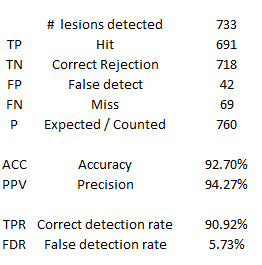 # lesions detected 733
TP Hit 691
TN Correct Rejection 718
FP False detect 42
FN Miss 69
P Expected / Counted 760
ACC Accuracy 92.70%
PPV Precision 94.27%
TPR Correct detection rate 90.92%
FDR False detection rate 5.73%